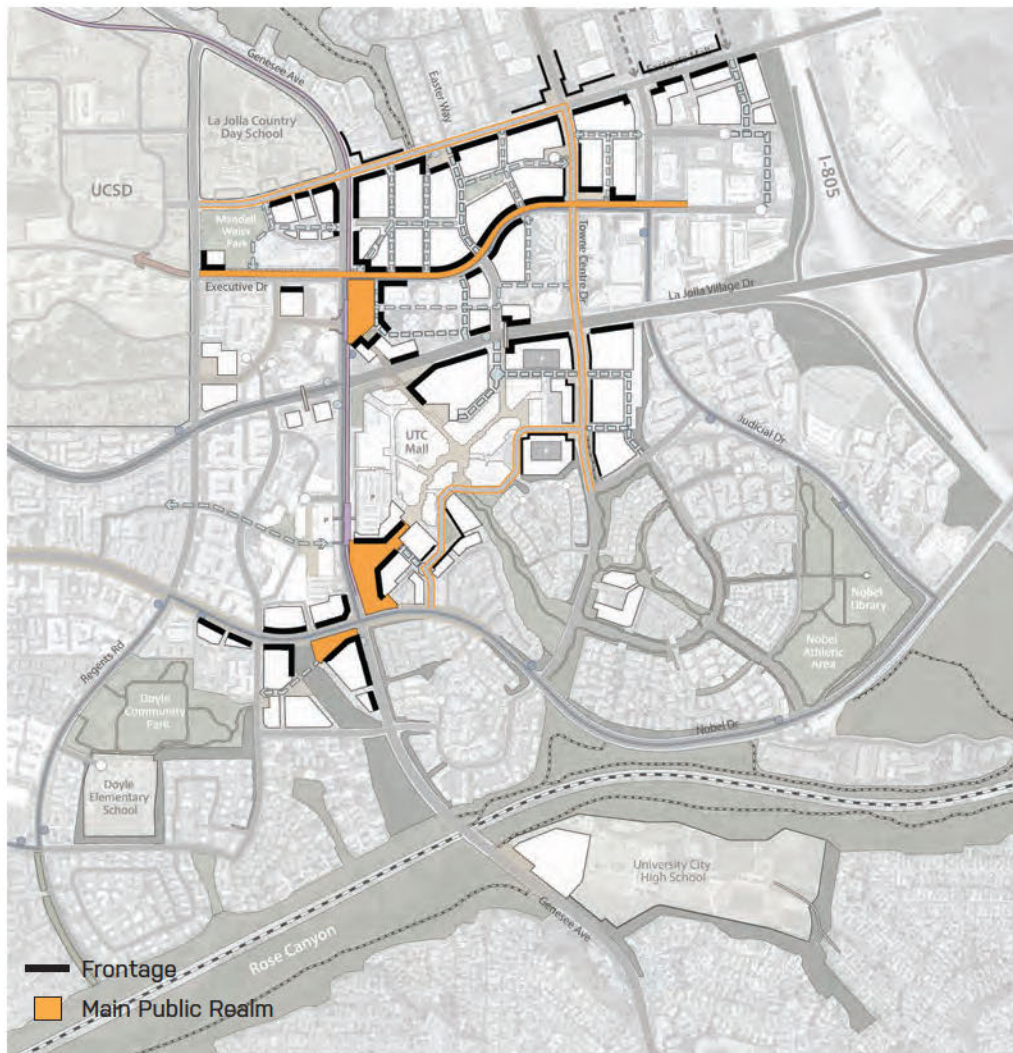 Genesee Ave
Easter Way
Mall
La Jolla Country
Day School
UCSD
I-805
Mandell
Weiss
Park
Executive Dr
Towne Centre Dr
La Jolla Village Dr
UTC
Mall
Judicial Dr
P
P
Nobel
Library
Nobel
Athletic
Area
Regents Rd
Doyle
Community
Park
Nobel Dr
Doyle
Elementary
School
University City
High School
Genesee Ave
Rose Canyon
Frontage
Main Public Realm